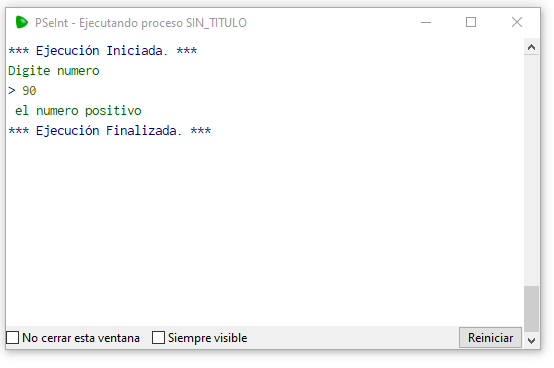 PSeInt - Ejecutando proceso SIN_TITULO
*** Ejecución Iniciada. ***
Digite numero
> 90
 el numero positivo
*** Ejecución Finalizada. ***
No cerrar esta ventana Siempre visible Reiniciar